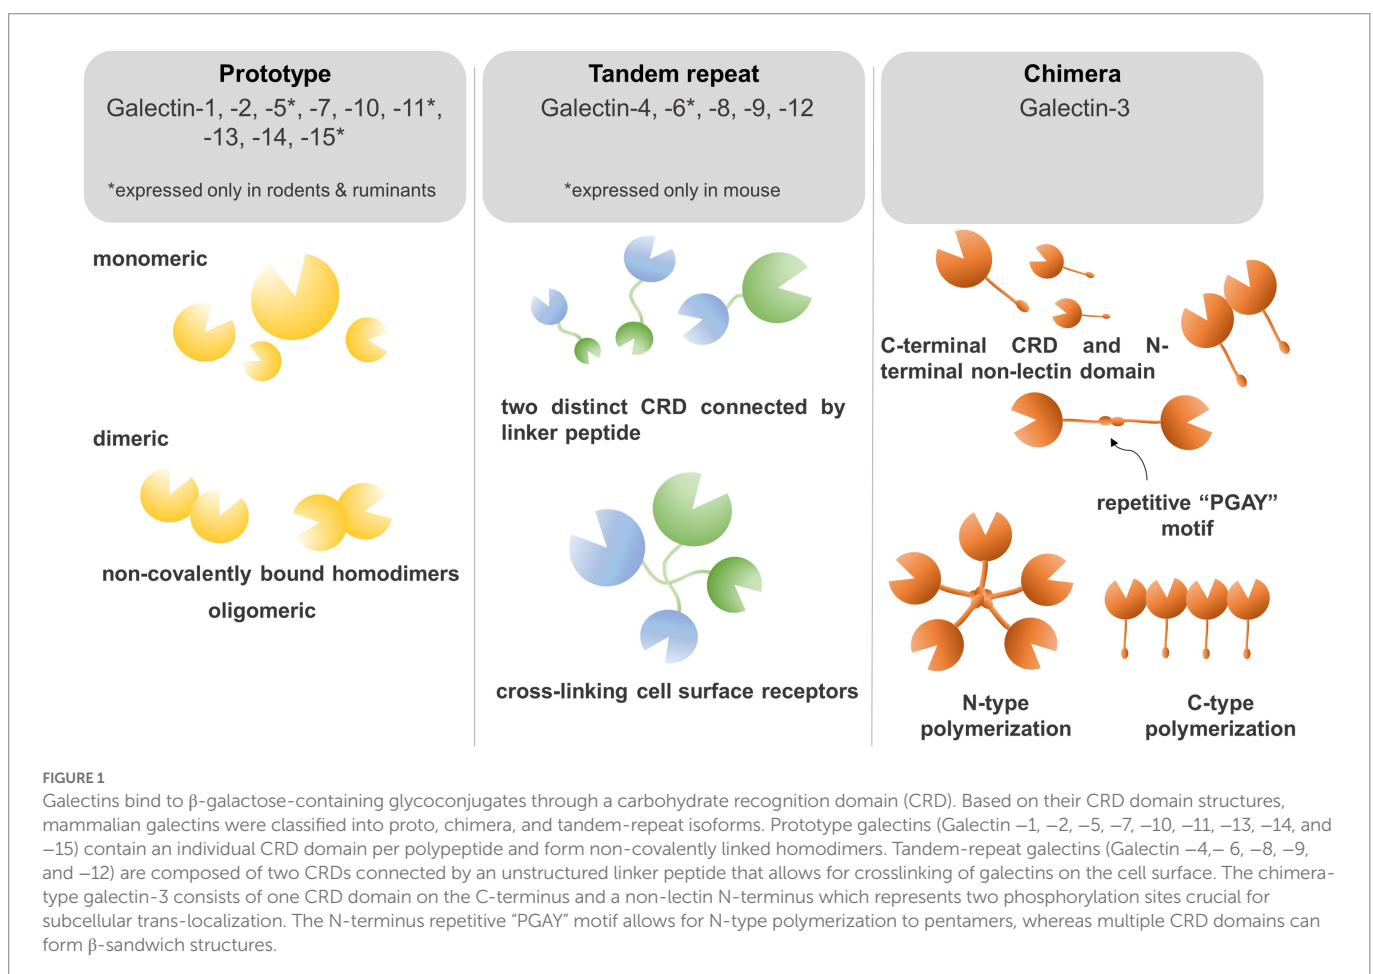 Prototype
Galectin-1, -2, -5*, -7, -10, -11*,
-13, -14, -15*
*expressed only in rodents & ruminants
Tandem repeat
Galectin-4, -6*, -8, -9, -12
*expressed only in mouse
Chimera
Galectin-3
monomeric
dimeric
non-covalently bound homodimers
oligomeric
two distinct CRD connected by
linker peptide
cross-linking cell surface receptors
C-terminal CRD and N-
terminal non-lectin domain
repetitive “PGAY”
motif
N-type
polymerization
C-type
polymerization
FIGURE 1
Galectins bind to β-galactose-containing glycoconjugates through a carbohydrate recognition domain (CRD). Based on their CRD domain structures,
mammalian galectins were classified into proto, chimera, and tandem-repeat isoforms. Prototype galectins (Galectin −1, −2, −5, −7, −10, −11, −13, −14, and
−15) contain an individual CRD domain per polypeptide and form non-covalently linked homodimers. Tandem-repeat galectins (Galectin −4,− 6, −8, −9,
and −12) are composed of two CRDs connected by an unstructured linker peptide that allows for crosslinking of galectins on the cell surface. The chimera-
type galectin-3 consists of one CRD domain on the C-terminus and a non-lectin N-terminus which represents two phosphorylation sites crucial for
subcellular trans-localization. The N-terminus repetitive “PGAY” motif allows for N-type polymerization to pentamers, whereas multiple CRD domains can
form β-sandwich structures.